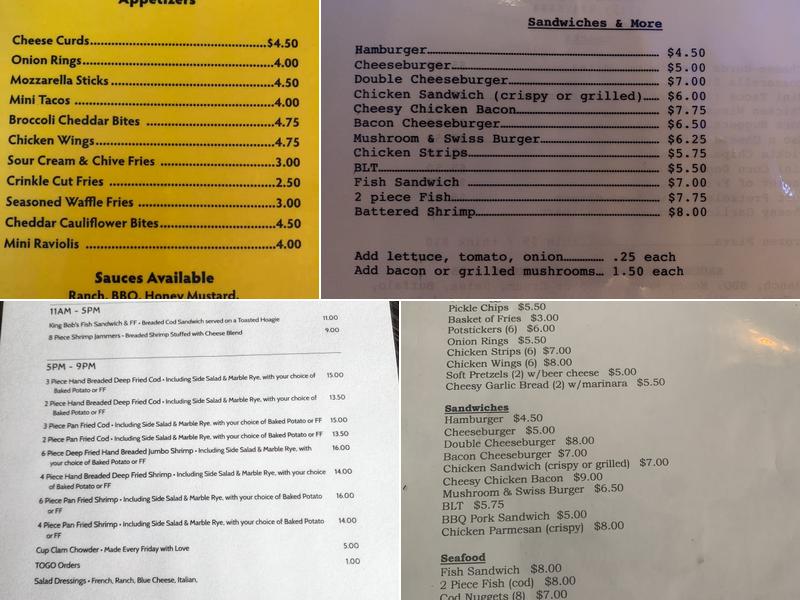 Appetizers
Cheese Curds.....$4.50
Onion Rings.....4.00
Mozzarella Sticks.....4.50
Mini Tacos.....4.00
Broccoli Cheddar Bites.....4.75
Chicken Wings.....4.75
Sour Cream & Chive Fries.....3.00
Crinkle Cut Fries.....2.50
Seasoned Waffle Fries.....3.00
Cheddar Cauliflower Bites.....4.50
Mini Raviolis.....4.00
Sauces Available
Ranch, BBQ, Honey Mustard,
Sandwiches & More
Hamburger..... $4.50
Cheeseburger..... $5.00
Double Cheeseburger..... $7.00
Chicken Sandwich (crispy or grilled)..... $6.00
Cheesy Chicken Bacon..... $7.75
Bacon Cheeseburger..... $6.50
Mushroom & Swiss Burger..... $6.25
Chicken Strips..... $5.75
BLT..... $5.50
Fish Sandwich ..... $7.00
2 piece Fish..... $7.75
Battered Shrimp..... $8.00
Add lettuce, tomato, onion..... .25 each
Add bacon or grilled mushrooms… 1.50 each
11AM - 5PM
King Bob's Fish Sandwich & FF • Breaded Cod Sandwich served on a Toasted Hoagie 11.00
8 Piece Shrimp Jammers • Breaded Shrimp Stuffed with Cheese Blend 9.00
5PM - 9PM
3 Piece Hand Breaded Deep Fried Cod • Including Side Salad & Marble Rye, with your choice of 15.00
Baked Potato or FF
2 Piece Hand Breaded Deep Fried Cod • Including Side Salad & Marble Rye, with your choice of 13.50
Baked Potato or FF
3 Piece Pan Fried Cod • Including Side Salad & Marble Rye, with your choice of Baked Potato or FF 15.00
2 Piece Pan Fried Cod • Including Side Salad & Marble Rye, with your choice of Baked Potato or FF 13.50
6 Piece Deep Fried Hand Breaded Jumbo Shrimp • Including Side Salad & Marble Rye, with 16.00
your choice of Baked Potato or FF
4 Piece Hand Breaded Deep Fried Shrimp • Including Side Salad & Marble Rye, with your choice 14.00
of Baked Potato or FF
6 Piece Pan Fried Shrimp • Including Side Salad & Marble Rye, with your choice of Baked Potato 16.00
or FF
4 Piece Pan Fried Shrimp • Including Side Salad & Marble Rye, with your choice of Baked Potato 14.00
or FF
Cup Clam Chowder • Made Every Friday with Love 5.00
TOGO Orders 1.00
Salad Dressings • French, Ranch, Blue Cheese, Italian,
Pickle Chips $5.50
Basket of Fries $3.00
Potstickers (6) $6.00
Onion Rings $5.50
Chicken Strips (6) $7.00
Chicken Wings (6) $8.00
Soft Pretzels (2) w/beer cheese $5.00
Cheesy Garlic Bread (2) w/marinara $5.50
Sandwiches
Hamburger $4.50
Cheeseburger $5.00
Double Cheeseburger $8.00
Bacon Cheeseburger $7.00
Chicken Sandwich (crispy or grilled) $7.00
Cheesy Chicken Bacon $9.00
Mushroom & Swiss Burger $6.50
BLT $5.75
BBQ Pork Sandwich $5.00
Chicken Parmesan (crispy) $8.00
Seafood
Fish Sandwich $8.00
2 Piece Fish (cod) $8.00
Cod Nuggets (8) $7.00